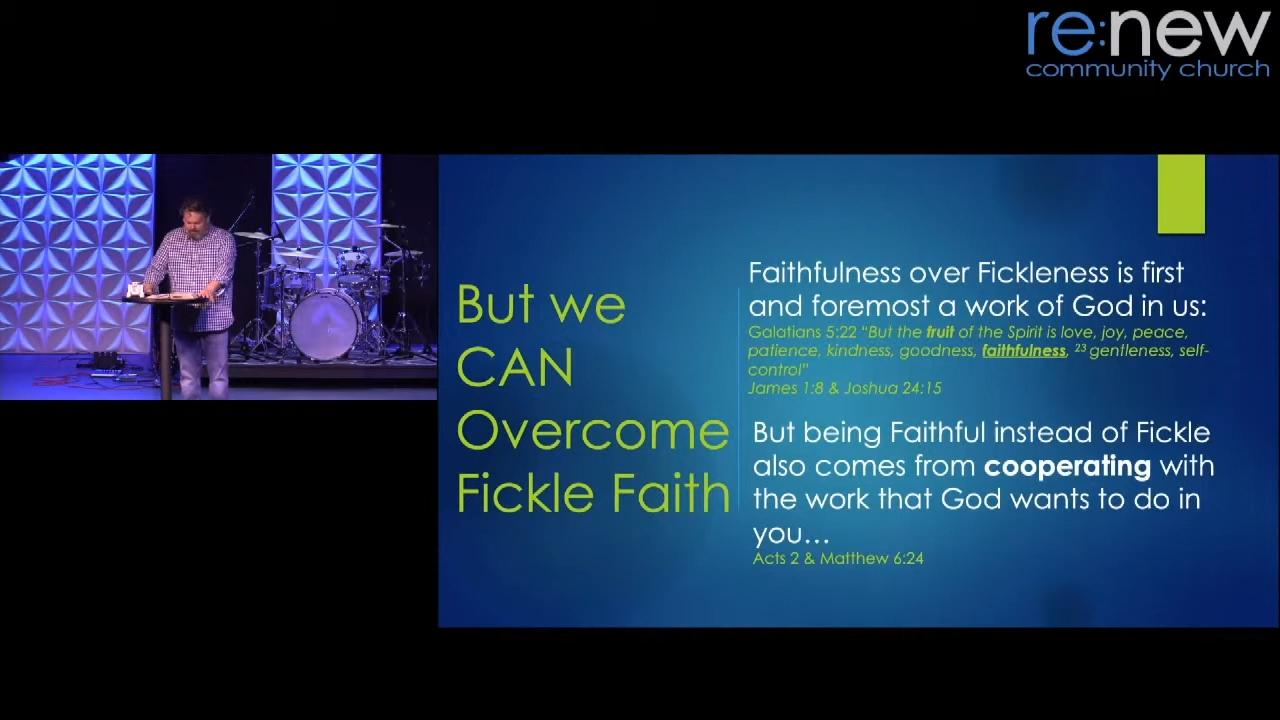 re:new
community church
But we
CAN
Overcome
Fickle Faith
Faithfulness over Fickleness is first
and foremost a work of God in us:
Galatians 5:22 “But the fruit of the Spirit is love, joy, peace,
patience, kindness, goodness, faithfulness, 23 gentleness, self-
control”
James 1:8 & Joshua 24:15
But being Faithful instead of Fickle
also comes from cooperating with
the work that God wants to do in
you…
Acts 2 & Matthew 6:24